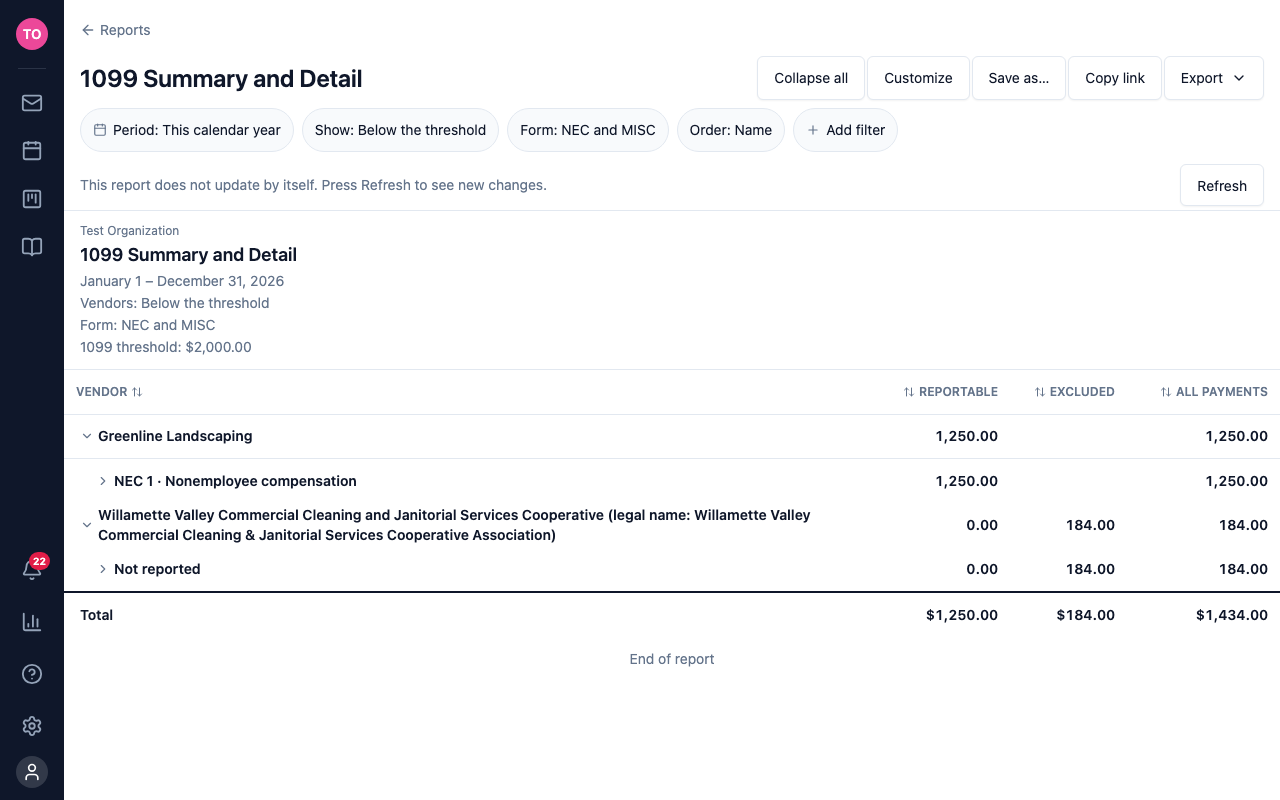 TO
Reports
1099 Summary and Detail
Collapse all
Customize
Save as...
Copy link
Export
Period: This calendar year
Show: Below the threshold
Form: NEC and MISC
Order: Name
Add filter
This report does not update by itself. Press Refresh to see new changes.
Refresh
Test Organization
1099 Summary and Detail
January 1 – December 31, 2026
Vendors: Below the threshold
Form: NEC and MISC
1099 threshold: $2,000.00
VENDOR REPORTABLE EXCLUDED ALL PAYMENTS
Greenline Landscaping 1,250.00 1,250.00
NEC 1 · Nonemployee compensation 1,250.00 1,250.00
Willamette Valley Commercial Cleaning and Janitorial Services Cooperative (legal name: Willamette Valley
Commercial Cleaning & Janitorial Services Cooperative Association) 0.00 184.00 184.00
Not reported 0.00 184.00 184.00
Total $1,250.00 $184.00 $1,434.00
End of report
22